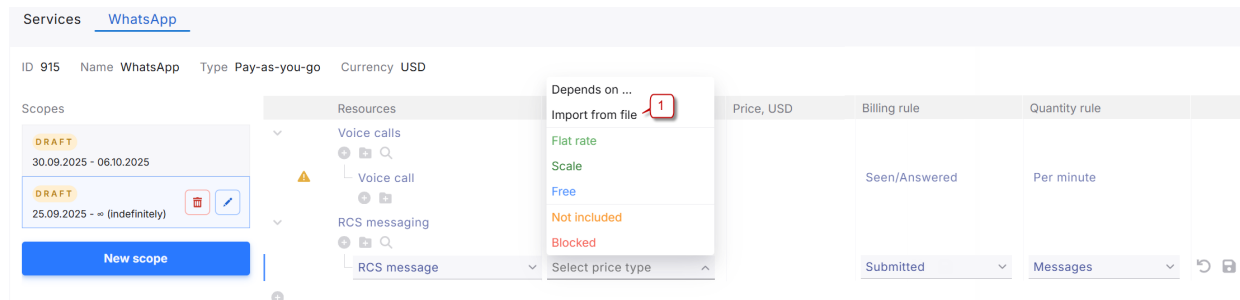 Services WhatsApp
ID 915 Name WhatsApp Type Pay-as-you-go Currency USD
Scopes
DRAFT
30.09.2025 - 06.10.2025
DRAFT
25.09.2025 - ∞ (indefinitely)
New scope
Resources Price, USD Billing rule Quantity rule
Voice calls
Voice call Seen/Answered Per minute
RCS messaging
RCS message Select price type Submitted Messages
Depends on ...
Import from file 1
Flat rate
Scale
Free
Not included
Blocked